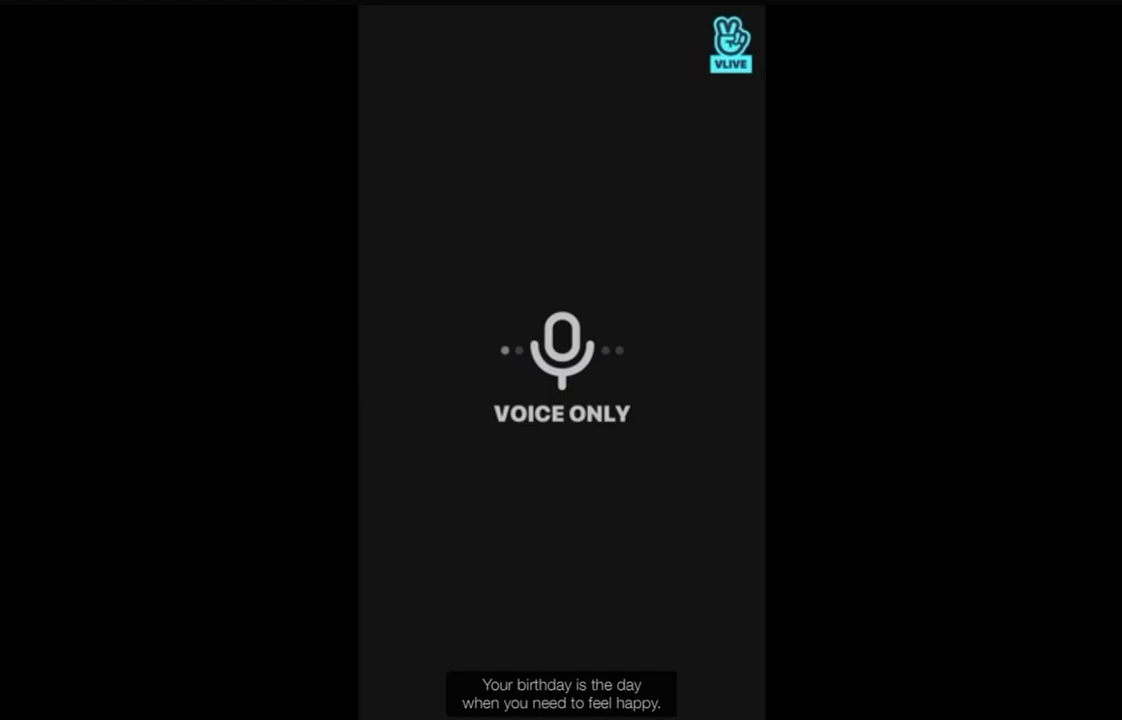 VLIVE
VOICE ONLY
Your birthday is the day
when you need to feel happy.